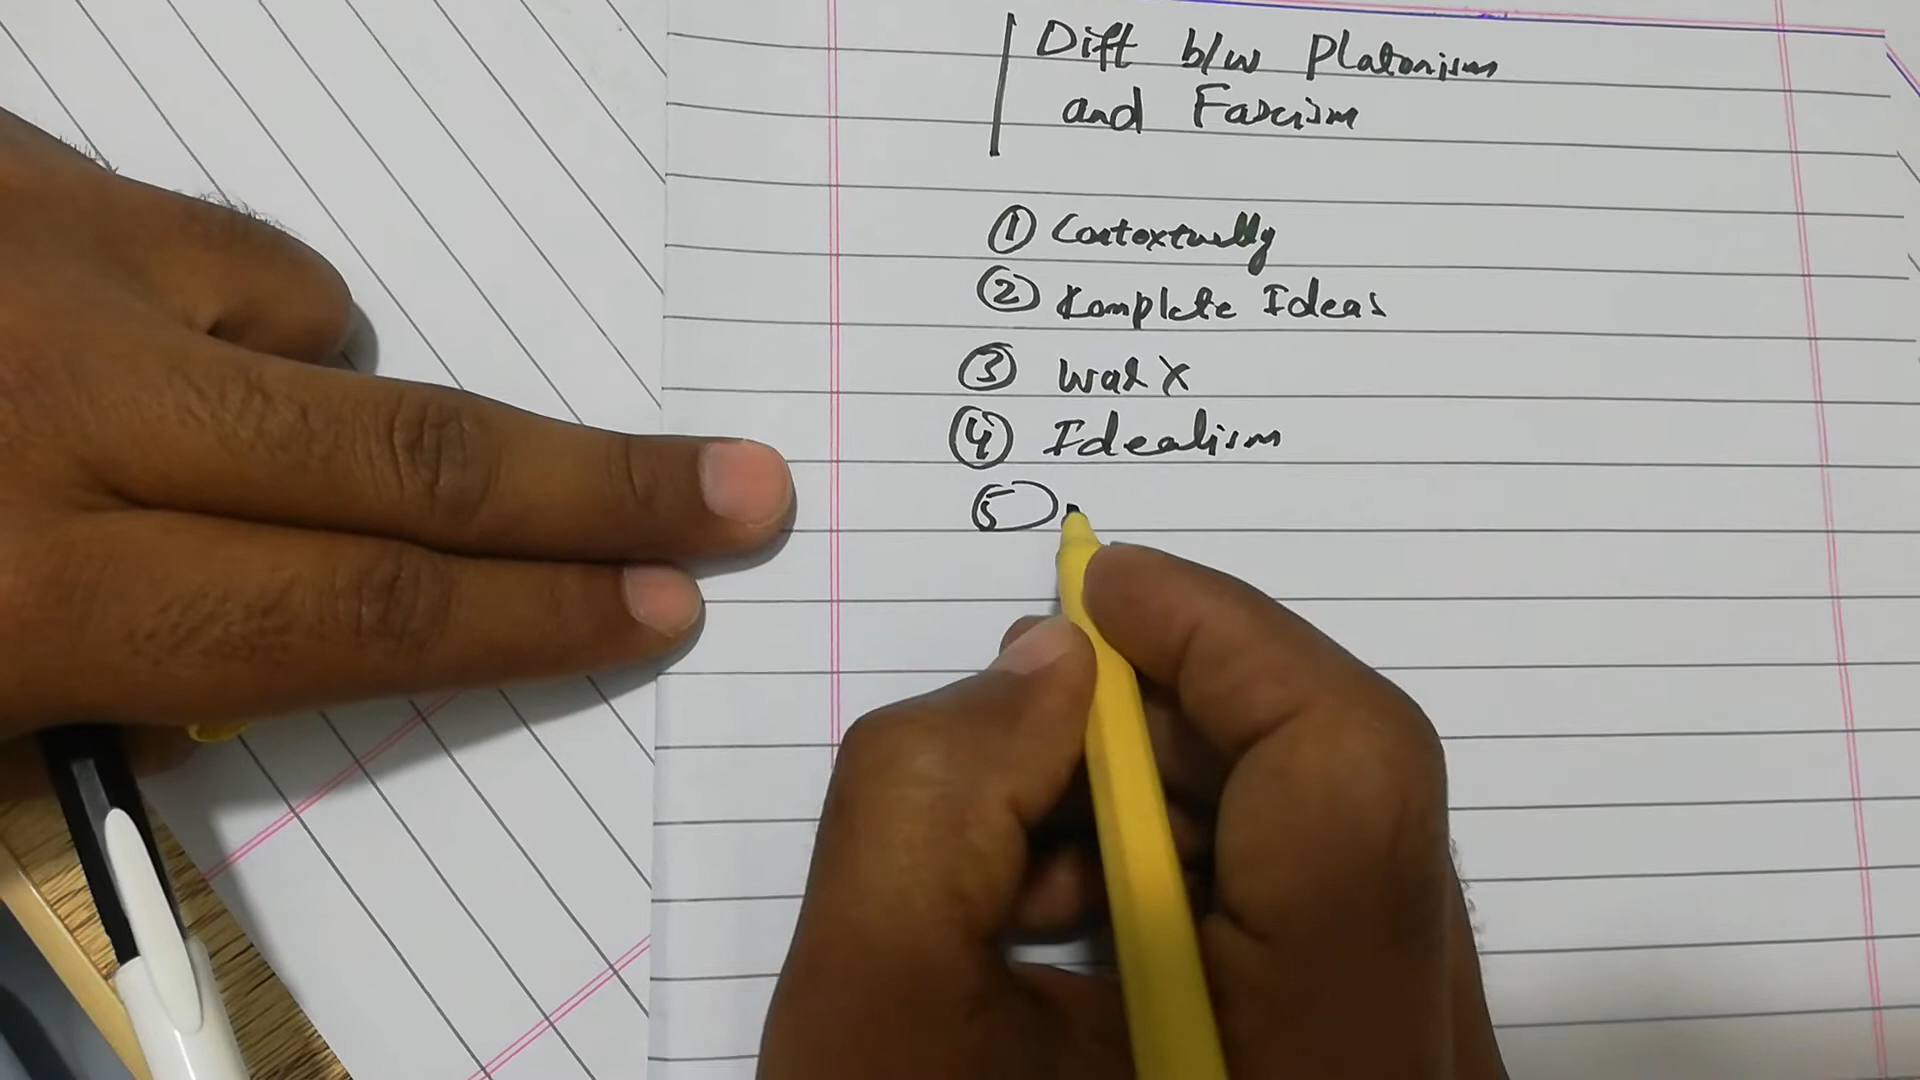 Diff b/w Platonism
and Fascism
① Contextually
② Komplete Ideas
③ War X
④ Idealism
⑤